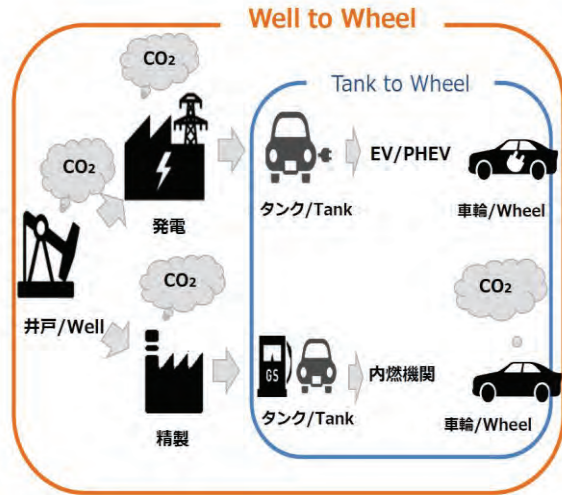 Well to Wheel
CO₂
Tank to Wheel
CO₂
発電
タンク/Tank
EV/PHEV
車輪/Wheel
井戸/Well
CO₂
CO₂
精製
GS
タンク/Tank
内燃機関
車輪/Wheel